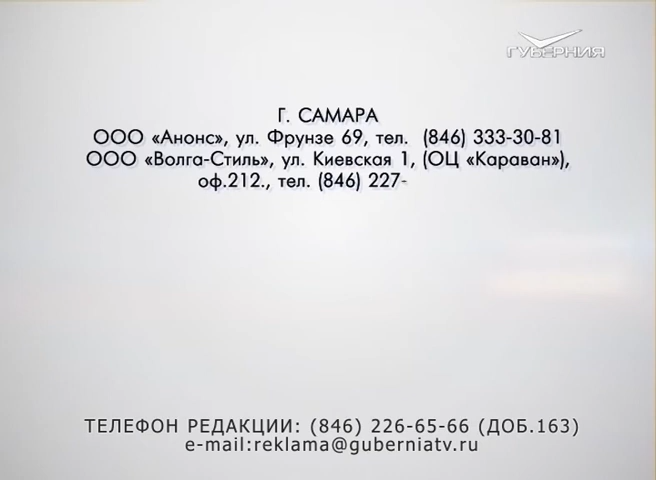 ГУБЕРНИЯ
Г. САМАРА
ООО «Анонс», ул. Фрунзе 69, тел. (846) 333-30-81
ООО «Волга-Стиль», ул. Киевская 1, (ОЦ «Караван»),
оф.212., тел. (846) 227-
ТЕЛЕФОН РЕДАКЦИИ: (846) 226-65-66 (ДОБ.163)
e-mail:reklama@guberniatv.ru